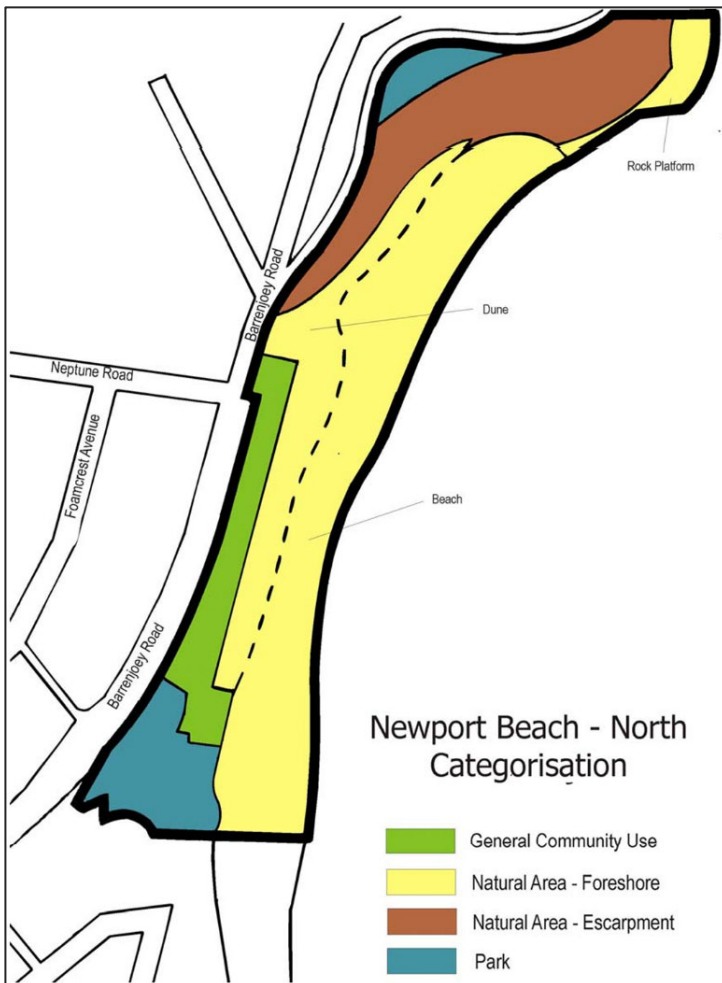 Rock Platform
Barrenjoey Road
Dune
Neptune Road
Foamcrest Avenue
Beach
Barrenjoey Road
Newport Beach - North
Categorisation
General Community Use
Natural Area - Foreshore
Natural Area - Escarpment
Park